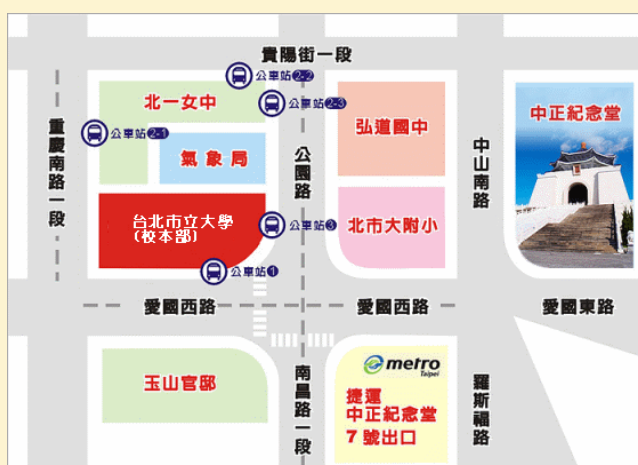 貴陽街一段
公車站2-2
北一女中
公車站2-3
公車站2-1
弘道國中
中正紀念堂
重慶南路一段
氣象局
公園路
中山南路
台北市立大學
(校本部)
公車站3
北市大附小
公車站1
愛國西路
愛國西路
愛國東路
玉山官邸
南昌路一段
metro
Taipei
捷運
中正紀念堂
7號出口
羅斯福路